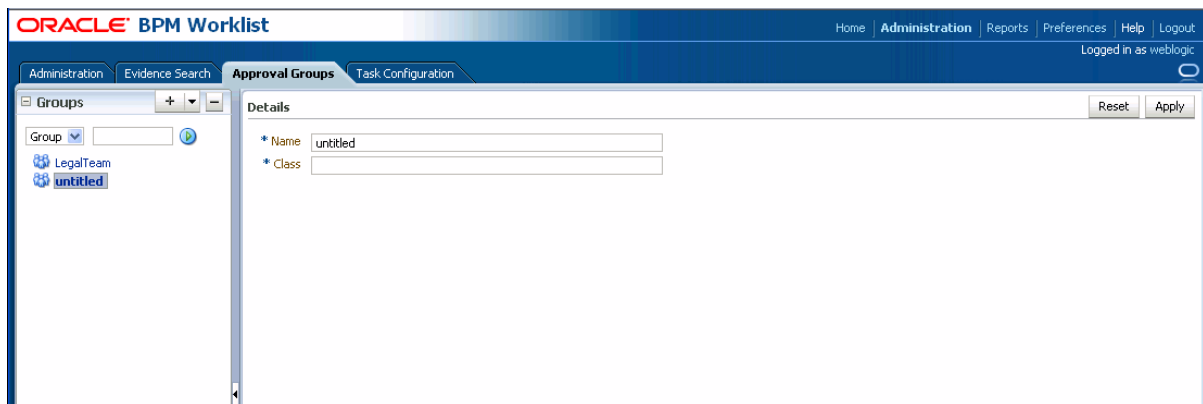 ORACLE BPM Worklist
Home Administration Reports Preferences Help Logout
Logged in as weblogic
Administration Evidence Search Approval Groups Task Configuration
Groups
Details Reset Apply
Group
* Name untitled
LegalTeam
* Class
untitled